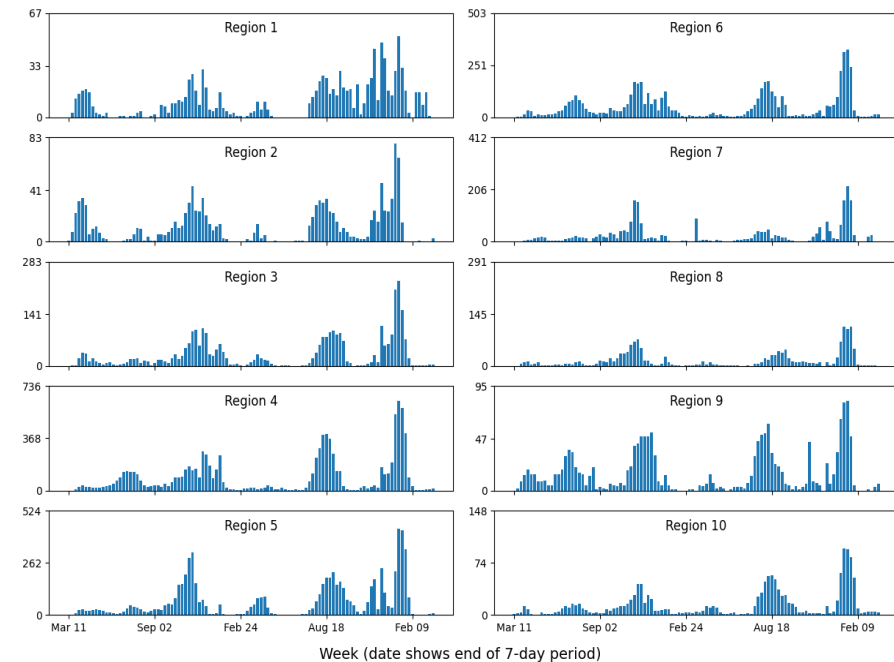 67
33
0
Region 1
503
251
0
Region 6
83
41
0
Region 2
412
206
0
Region 7
283
141
0
Region 3
291
145
0
Region 8
736
368
0
Region 4
95
47
0
Region 9
524
262
0
Region 5
148
74
0
Region 10
Mar 11 Sep 02 Feb 24 Aug 18 Feb 09
Mar 11 Sep 02 Feb 24 Aug 18 Feb 09
Week (date shows end of 7-day period)